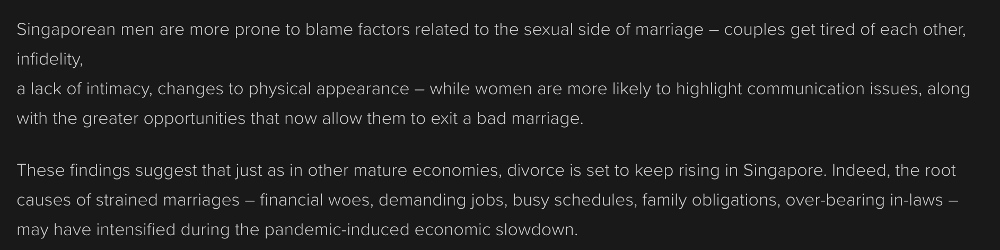 Singaporean men are more prone to blame factors related to the sexual side of marriage – couples get tired of each other,
infidelity,
a lack of intimacy, changes to physical appearance – while women are more likely to highlight communication issues, along
with the greater opportunities that now allow them to exit a bad marriage.
These findings suggest that just as in other mature economies, divorce is set to keep rising in Singapore. Indeed, the root
causes of strained marriages – financial woes, demanding jobs, busy schedules, family obligations, over-bearing in-laws –
may have intensified during the pandemic-induced economic slowdown.